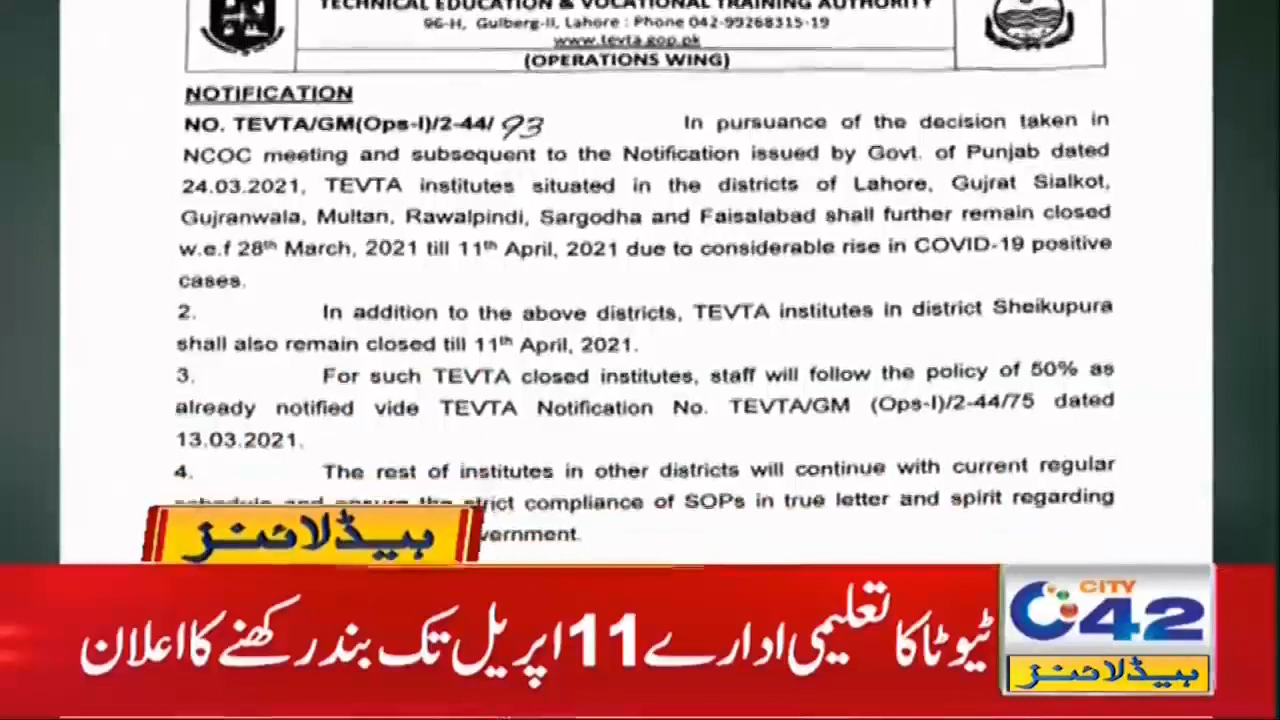 TECHNICAL EDUCATION & VOCATIONAL TRAINING AUTHORITY
96-H, Gulberg-II, Lahore : Phone 042-99268315-19
www.tevta.gop.pk
(OPERATIONS WING)
NOTIFICATION
NO. TEVTA/GM(Ops-I)/2-44/ 93 In pursuance of the decision taken in
NCOC meeting and subsequent to the Notification issued by Govt. of Punjab dated
24.03.2021, TEVTA institutes situated in the districts of Lahore, Gujrat Sialkot,
Gujranwala, Multan, Rawalpindi, Sargodha and Faisalabad shall further remain closed
w.e.f 28th March, 2021 till 11th April, 2021 due to considerable rise in COVID-19 positive
cases.
2. In addition to the above districts, TEVTA institutes in district Sheikupura
shall also remain closed till 11th April, 2021.
3. For such TEVTA closed institutes, staff will follow the policy of 50% as
already notified vide TEVTA Notification No. TEVTA/GM (Ops-I)/2-44/75 dated
13.03.2021.
4. The rest of institutes in other districts will continue with current regular
schedule and ensure the strict compliance of SOPs in true letter and spirit regarding
ہیڈلائنز
ٹیوٹا کا تعلیمی ادارے 11 اپریل تک بند رکھنے کا اعلان
CITY
42
ہیڈلائنز